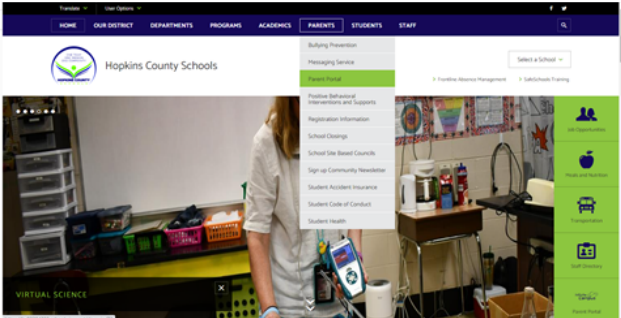 Translate User Options
HOME OUR DISTRICT DEPARTMENTS PROGRAMS ACADEMICS PARENTS STUDENTS STAFF
HOPKINS COUNTY
Hopkins County Schools
Select a School
Frontline Absence Management SafeSchools Training
Bullying Prevention
Messaging Service
Parent Portal
Positive Behavioral
Interventions and Supports
Registration Information
School Closings
School Site Based Councils
Sign up Community Newsletter
Student Accident Insurance
Student Code of Conduct
Student Health
Job Opportunities
Meals and Nutrition
Transportation
Staff Directory
Campus
Parent Portal
VIRTUAL SCIENCE